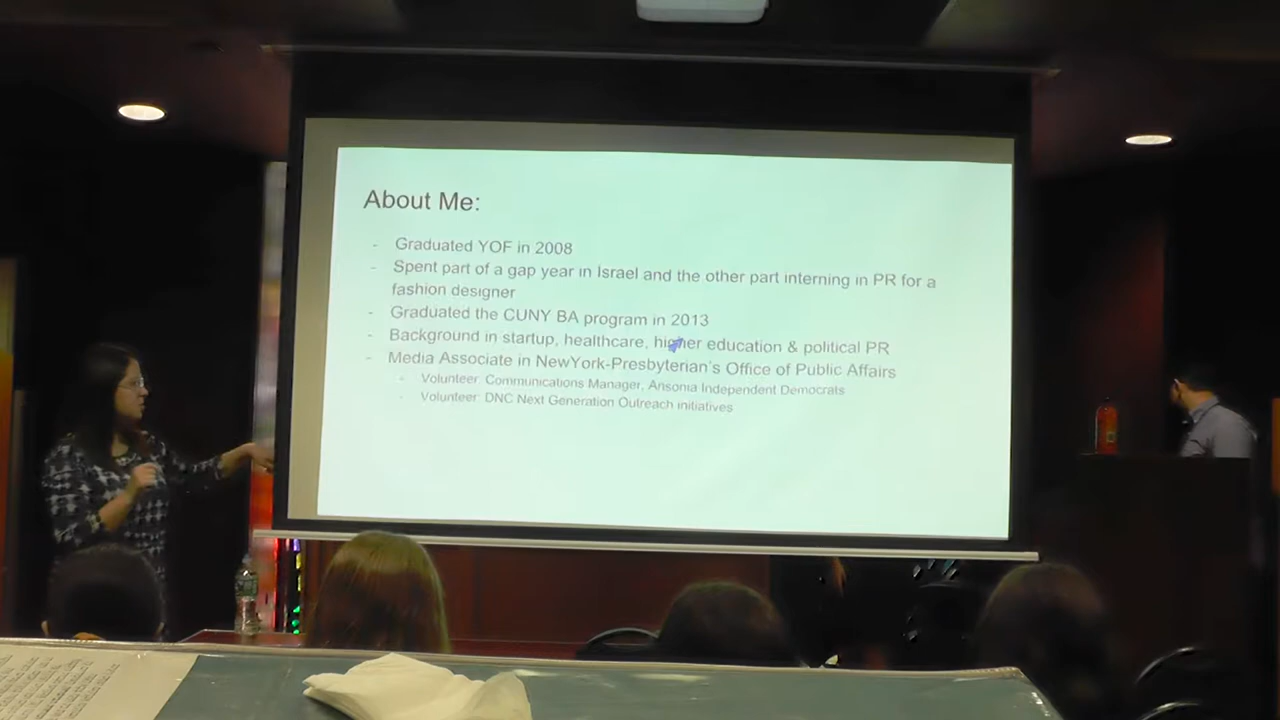 About Me:
- Graduated YOF in 2008
- Spent part of a gap year in Israel and the other part interning in PR for a
fashion designer
- Graduated the CUNY BA program in 2013
- Background in startup, healthcare, higher education & political PR
- Media Associate in NewYork-Presbyterian's Office of Public Affairs
- Volunteer: Communications Manager, Ansonia Independent Democrats
- Volunteer: DNC Next Generation Outreach initiatives